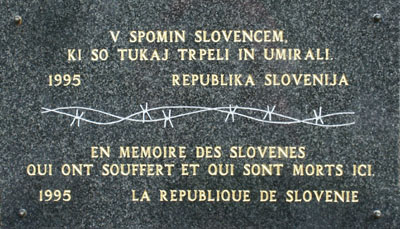 V SPOMIN SLOVENCEM,
KI SO TUKAJ TRPELI IN UMIRALI.
1995 REPUBLIKA SLOVENIJA
EN MEMOIRE DES SLOVENES
QUI ONT SOUFFERT ET QUI SONT MORTS ICI.
1995 LA REPUBLIQUE DE SLOVENIE